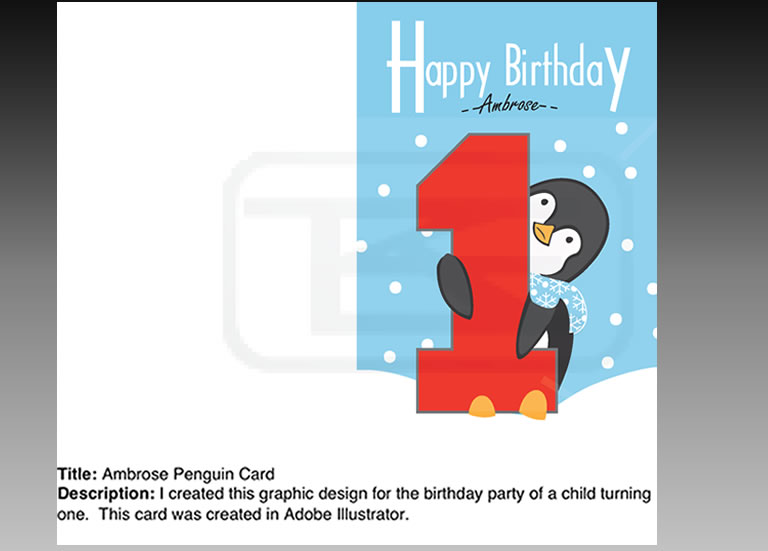 Happy Birthday
--Ambrose--
1
Title: Ambrose Penguin Card
Description: I created this graphic design for the birthday party of a child turning
one.  This card was created in Adobe Illustrator.